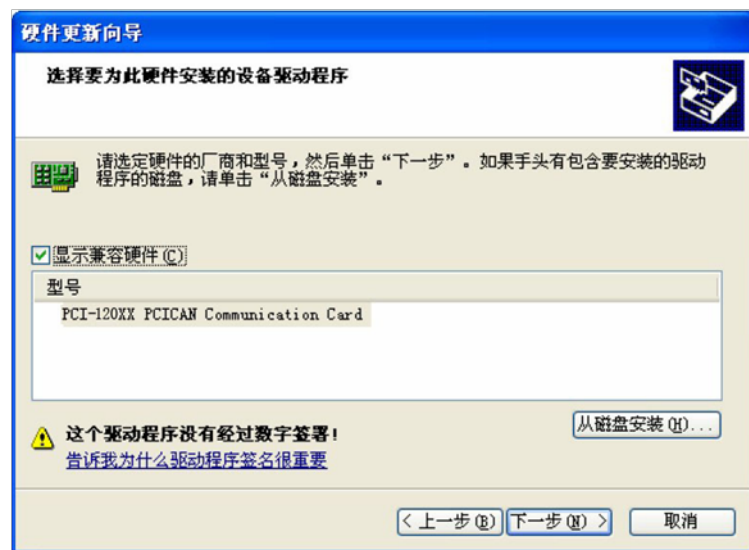 硬件更新向导
选择要为此硬件安装的设备驱动程序
请选定硬件的厂商和型号，然后单击“下一步”。如果手头有包含要安装的驱动
程序的磁盘，请单击“从磁盘安装”。
显示兼容硬件(C)
型号
PCI-120XX PCICAN Communication Card
这个驱动程序没有经过数字签署!
告诉我为什么驱动程序签名很重要
从磁盘安装(H)...
< 上一步(B)
下一步(N) >
取消